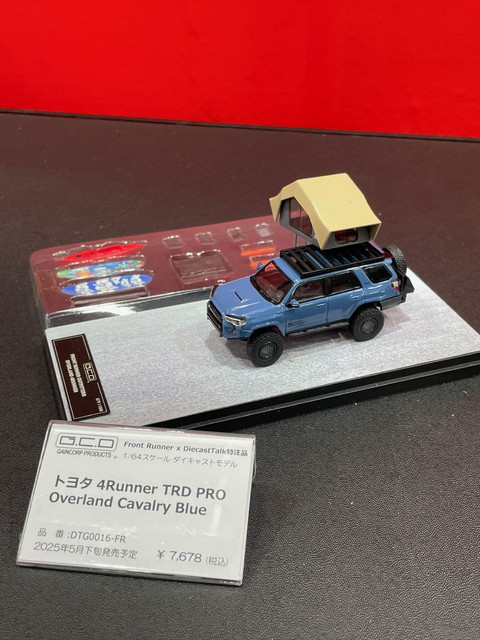 G.C.D
GAINCORP PRODUCTS ®
Front Runner x DiecastTalk特注品
1/64スケール ダイキャストモデル
トヨタ 4Runner TRD PRO
Overland Cavalry Blue
品　番 :DTG0016-FR
2025年5月下旬発売予定
￥ 7,678 (税込)
G.C.D